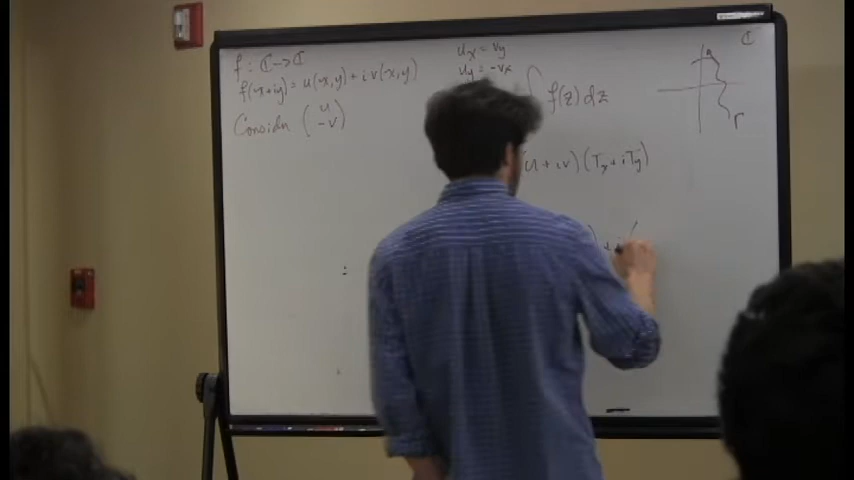 f : ℂ → ℂ
f(x+iy) = u(x,y) + i v(x,y)
Consider ( u
-v )
u_x = v_y
u_y = -v_x
∫ f(z) dz
(u + iv)(T_x + iT_y)
) + i (
ℂ
Γ